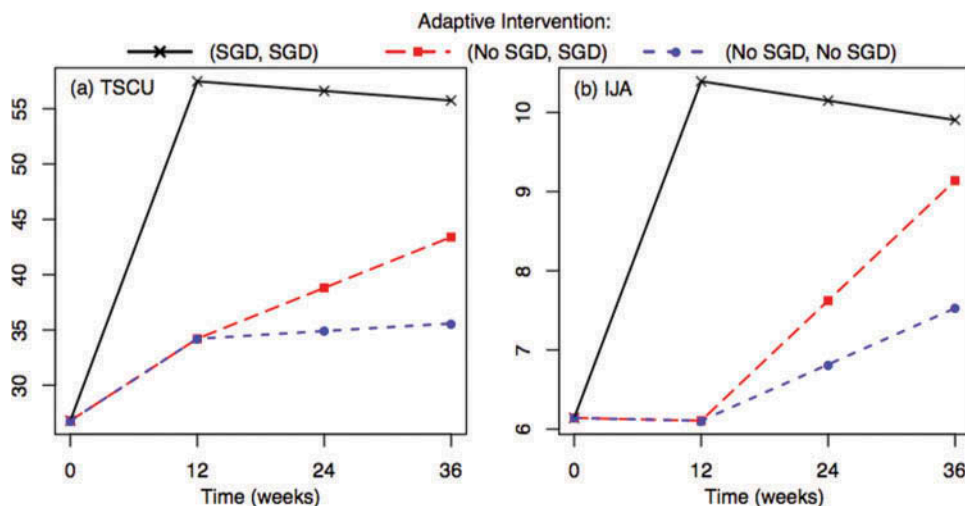 Adaptive Intervention:
(SGD, SGD) (No SGD, SGD) (No SGD, No SGD)
(a) TSCU
55
50
45
40
35
30
0 12 24 36
Time (weeks)
(b) IJA
10
9
8
7
6
0 12 24 36
Time (weeks)